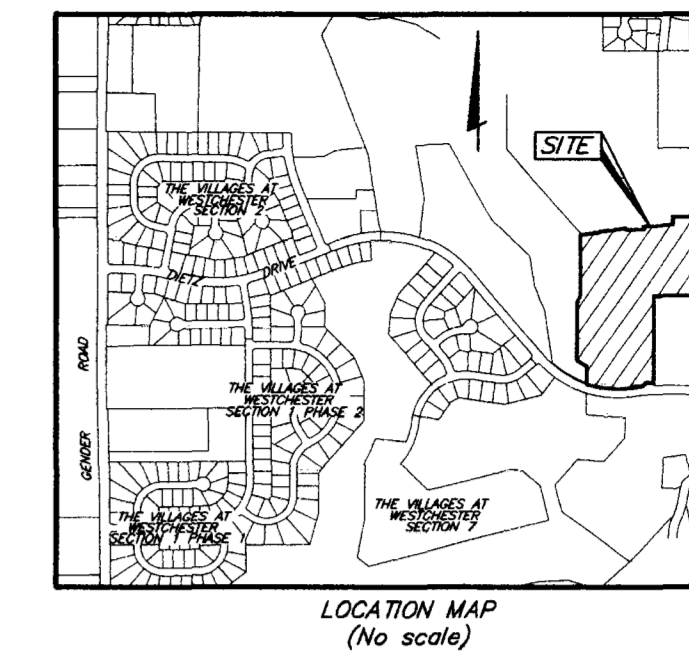 SITE
THE VILLAGES AT
WESTCHESTER
SECTION 2
DIETZ DRIVE
GENDER ROAD
THE VILLAGES AT
WESTCHESTER
SECTION 1 PHASE 2
THE VILLAGES AT
WESTCHESTER
SECTION 7
THE VILLAGES AT
WESTCHESTER
SECTION 1 PHASE 1
LOCATION MAP
(No scale)